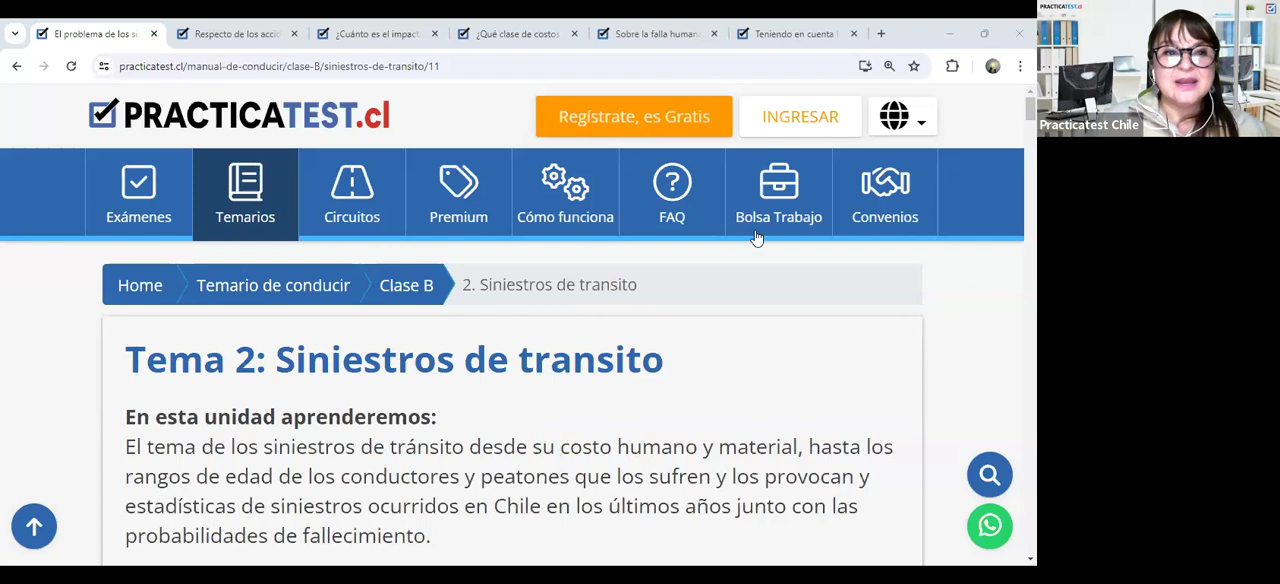 El problema de los si
Respecto de los acci
¿Cuánto es el impact
¿Qué clase de costos
Sobre la falla humana
Teniendo en cuenta l
practicatest.cl/manual-de-conducir/clase-B/siniestros-de-transito/11
PRACTICATEST.cl
Regístrate, es Gratis
INGRESAR
Exámenes
Temarios
Circuitos
Premium
Cómo funciona
FAQ
Bolsa Trabajo
Convenios
Home
Temario de conducir
Clase B
2. Siniestros de transito
Tema 2: Siniestros de transito
En esta unidad aprenderemos:
El tema de los siniestros de tránsito desde su costo humano y material, hasta los
rangos de edad de los conductores y peatones que los sufren y los provocan y
estadísticas de siniestros ocurridos en Chile en los últimos años junto con las
probabilidades de fallecimiento.
PRACTICATEST.cl
Practicatest Chile